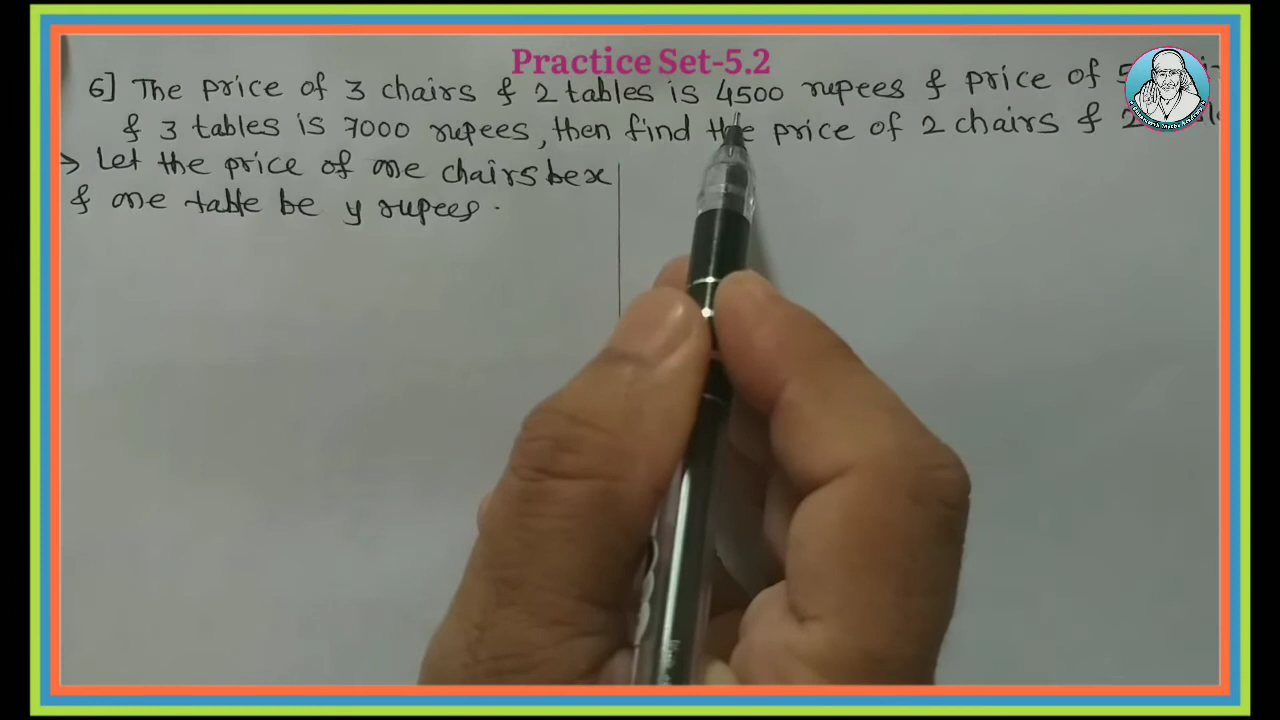 Practice Set-5.2
6] The price of 3 chairs & 2 tables is 4500 rupees & price of 5
& 3 tables is 7000 rupees, then find the price of 2 chairs & 2
→ Let the price of one chairs be x
& one table be y rupees.